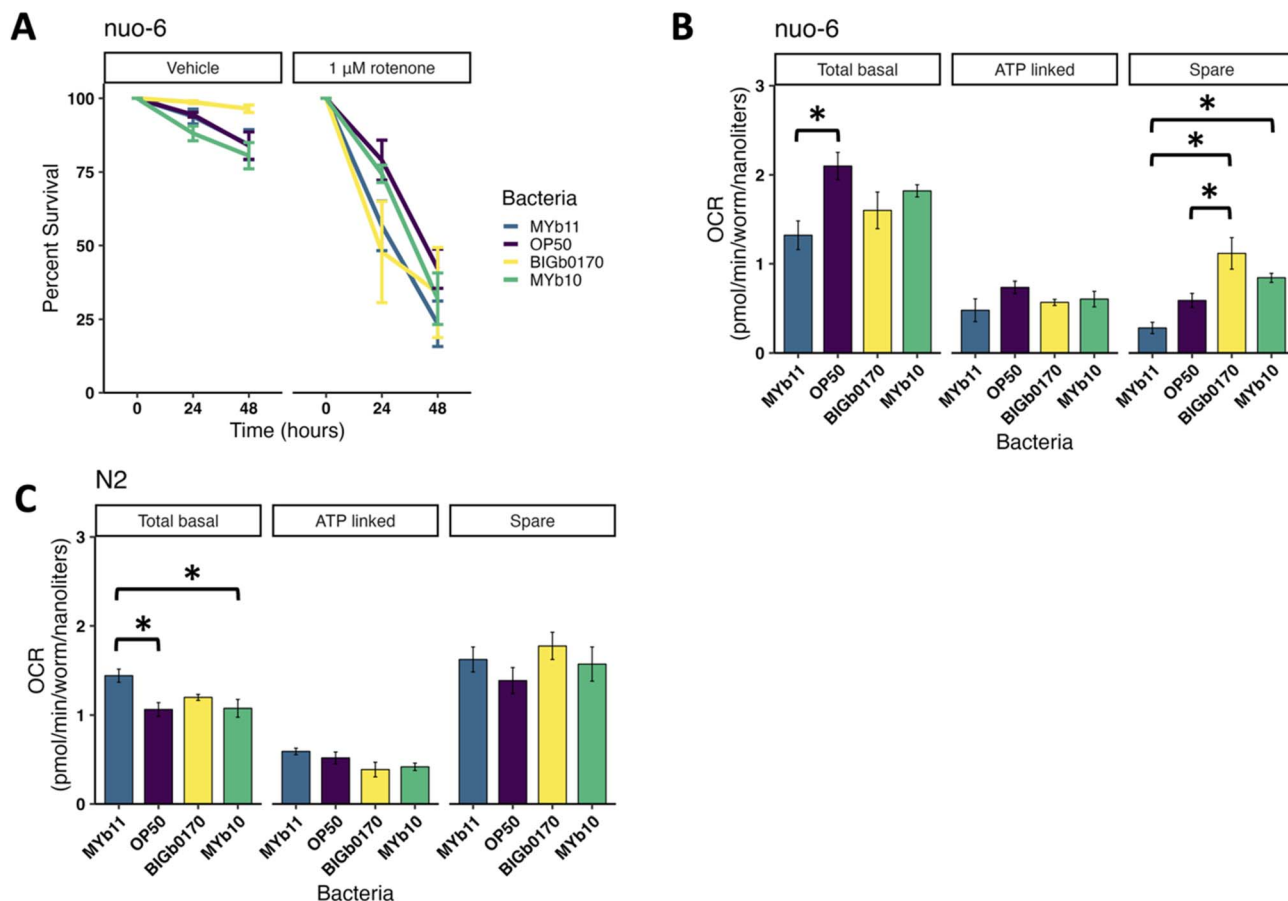 A
nuo-6
Vehicle
1 µM rotenone
100
75
50
25
0
Percent Survival
0 24 48
0 24 48
Time (hours)
Bacteria
MYb11
OP50
BIGb0170
MYb10
B
nuo-6
Total basal
ATP linked
Spare
3
2
1
0
OCR
(pmol/min/worm/nanoliters)
*
*
*
*
MYb11 OP50 BIGb0170 MYb10
MYb11 OP50 BIGb0170 MYb10
MYb11 OP50 BIGb0170 MYb10
Bacteria
C
N2
Total basal
ATP linked
Spare
3
2
1
0
OCR
(pmol/min/worm/nanoliters)
*
*
MYb11 OP50 BIGb0170 MYb10
MYb11 OP50 BIGb0170 MYb10
MYb11 OP50 BIGb0170 MYb10
Bacteria